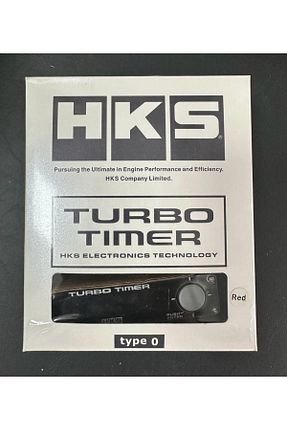 HKS
Pursuing the Ultimate in Engine Performance and Efficiency.
HKS Company Limited.
TURBO
TIMER
HKS ELECTRONICS TECHNOLOGY
TURBO TIMER
Red
type 0